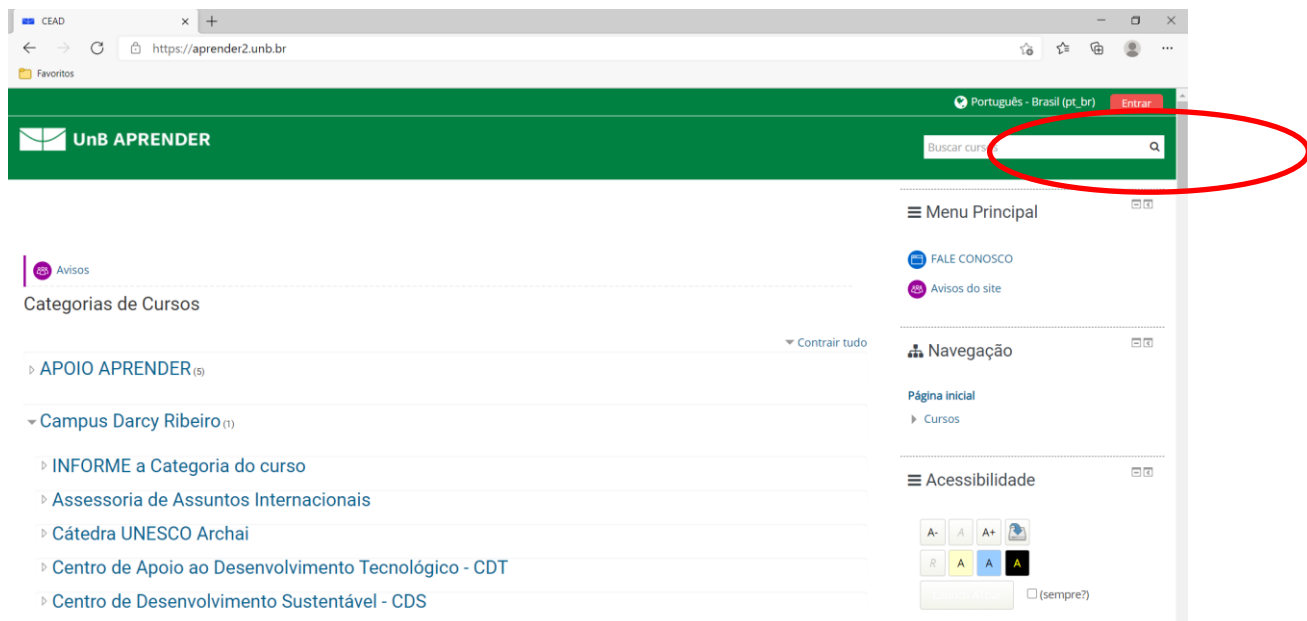 CEAD
https://aprender2.unb.br
Favoritos
Português - Brasil (pt_br) Entrar
UnB APRENDER
Buscar cursos
Menu Principal
FALE CONOSCO
Avisos do site
Avisos
Categorias de Cursos
Contrair tudo
APOIO APRENDER (5)
Campus Darcy Ribeiro (1)
INFORME a Categoria do curso
Assessoria de Assuntos Internacionais
Cátedra UNESCO Archai
Centro de Apoio ao Desenvolvimento Tecnológico - CDT
Centro de Desenvolvimento Sustentável - CDS
Navegação
Página inicial
Cursos
Acessibilidade
A- A A+
R A A A
(sempre?)